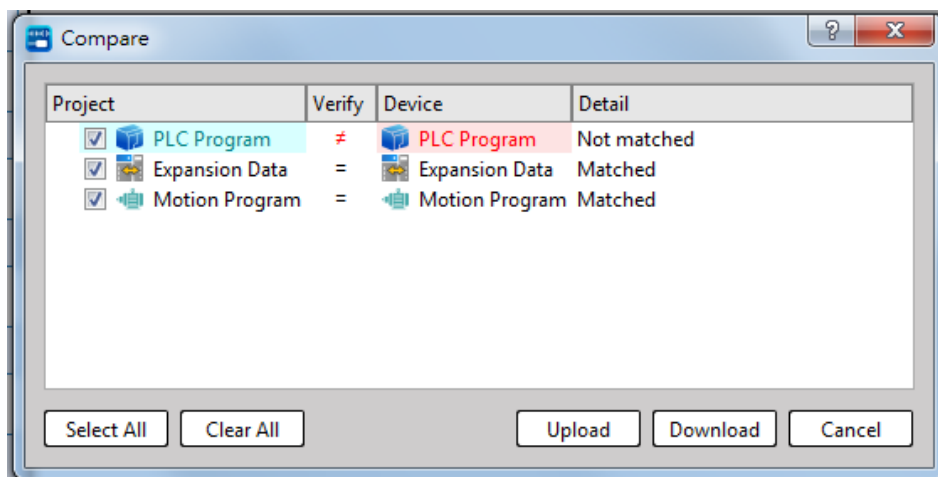 Compare
Project Verify Device Detail
PLC Program ≠ PLC Program Not matched
Expansion Data = Expansion Data Matched
Motion Program = Motion Program Matched
Select All Clear All Upload Download Cancel